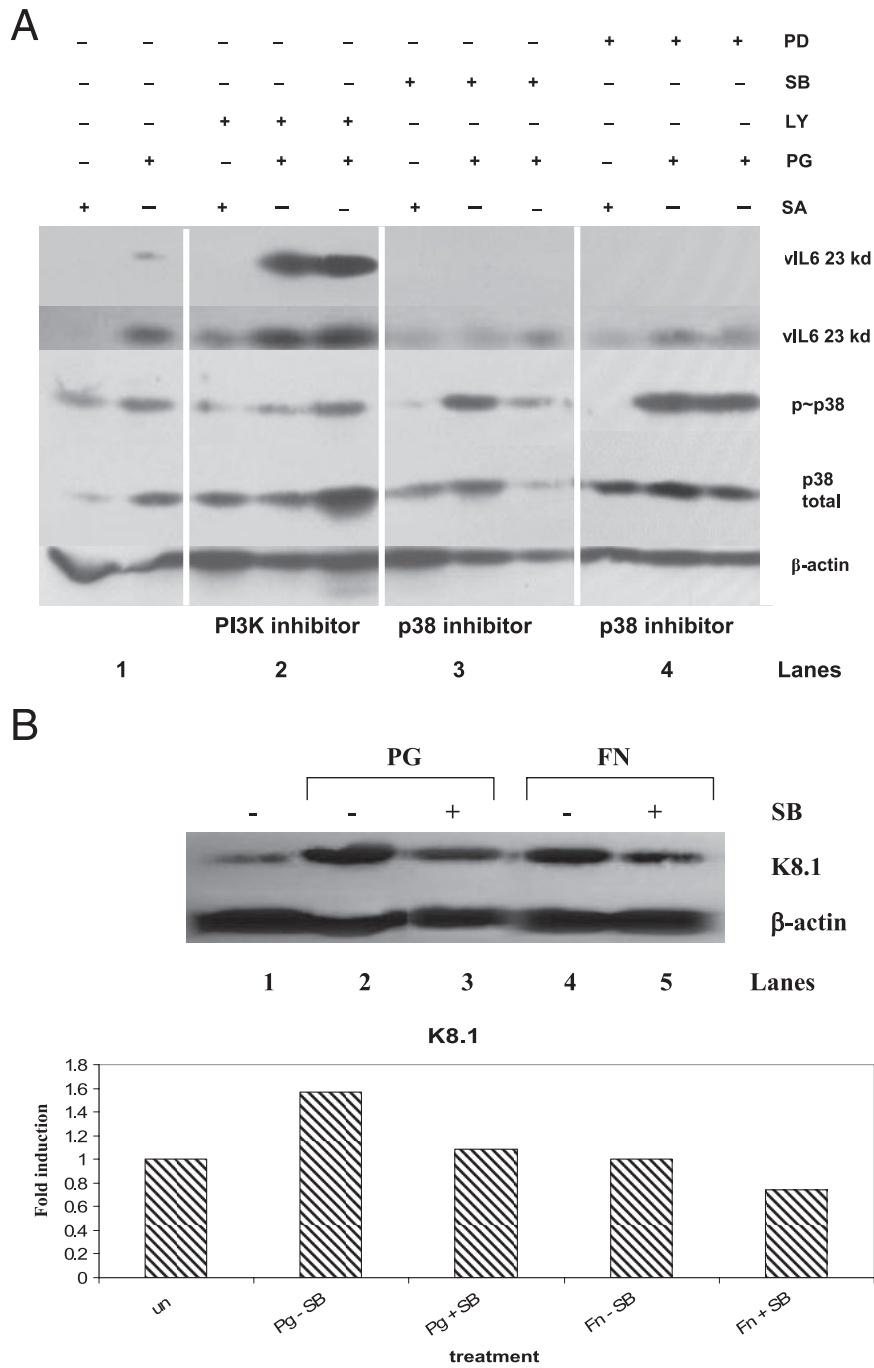 A
– – – – – – – – + + + PD
– – – – – + + + – – – SB
– – + + + – – – – – – LY
– + – + + – + + – + + PG
+ – + – – + – – + – – SA
vIL6 23 kd
vIL6 23 kd
p~p38
p38
total
β-actin
PI3K inhibitor p38 inhibitor p38 inhibitor
1 2 3 4 Lanes
B
PG FN
- - + - + SB
K8.1
β-actin
1 2 3 4 5 Lanes
K8.1
1.8
1.6
1.4
1.2
1
0.8
0.6
0.4
0.2
0
Fold induction
un Pg - SB Pg + SB Fn - SB Fn + SB
treatment